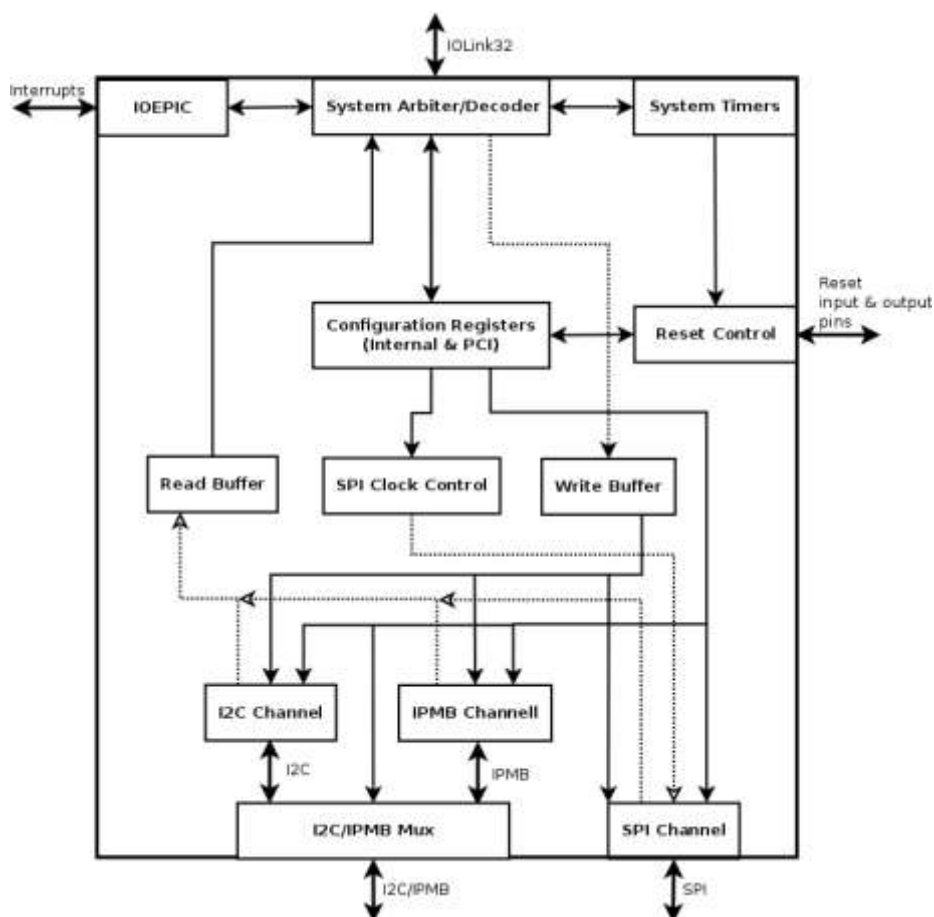 IOLink32
Interrupts
IOEPIC
System Arbiter/Decoder
System Timers
Reset
input & output
pins
Configuration Registers
(Internal & PCI)
Reset Control
Read Buffer
SPI Clock Control
Write Buffer
I2C Channel
IPMB Channell
I2C
IPMB
I2C/IPMB Mux
SPI Channel
I2C/IPMB
SPI